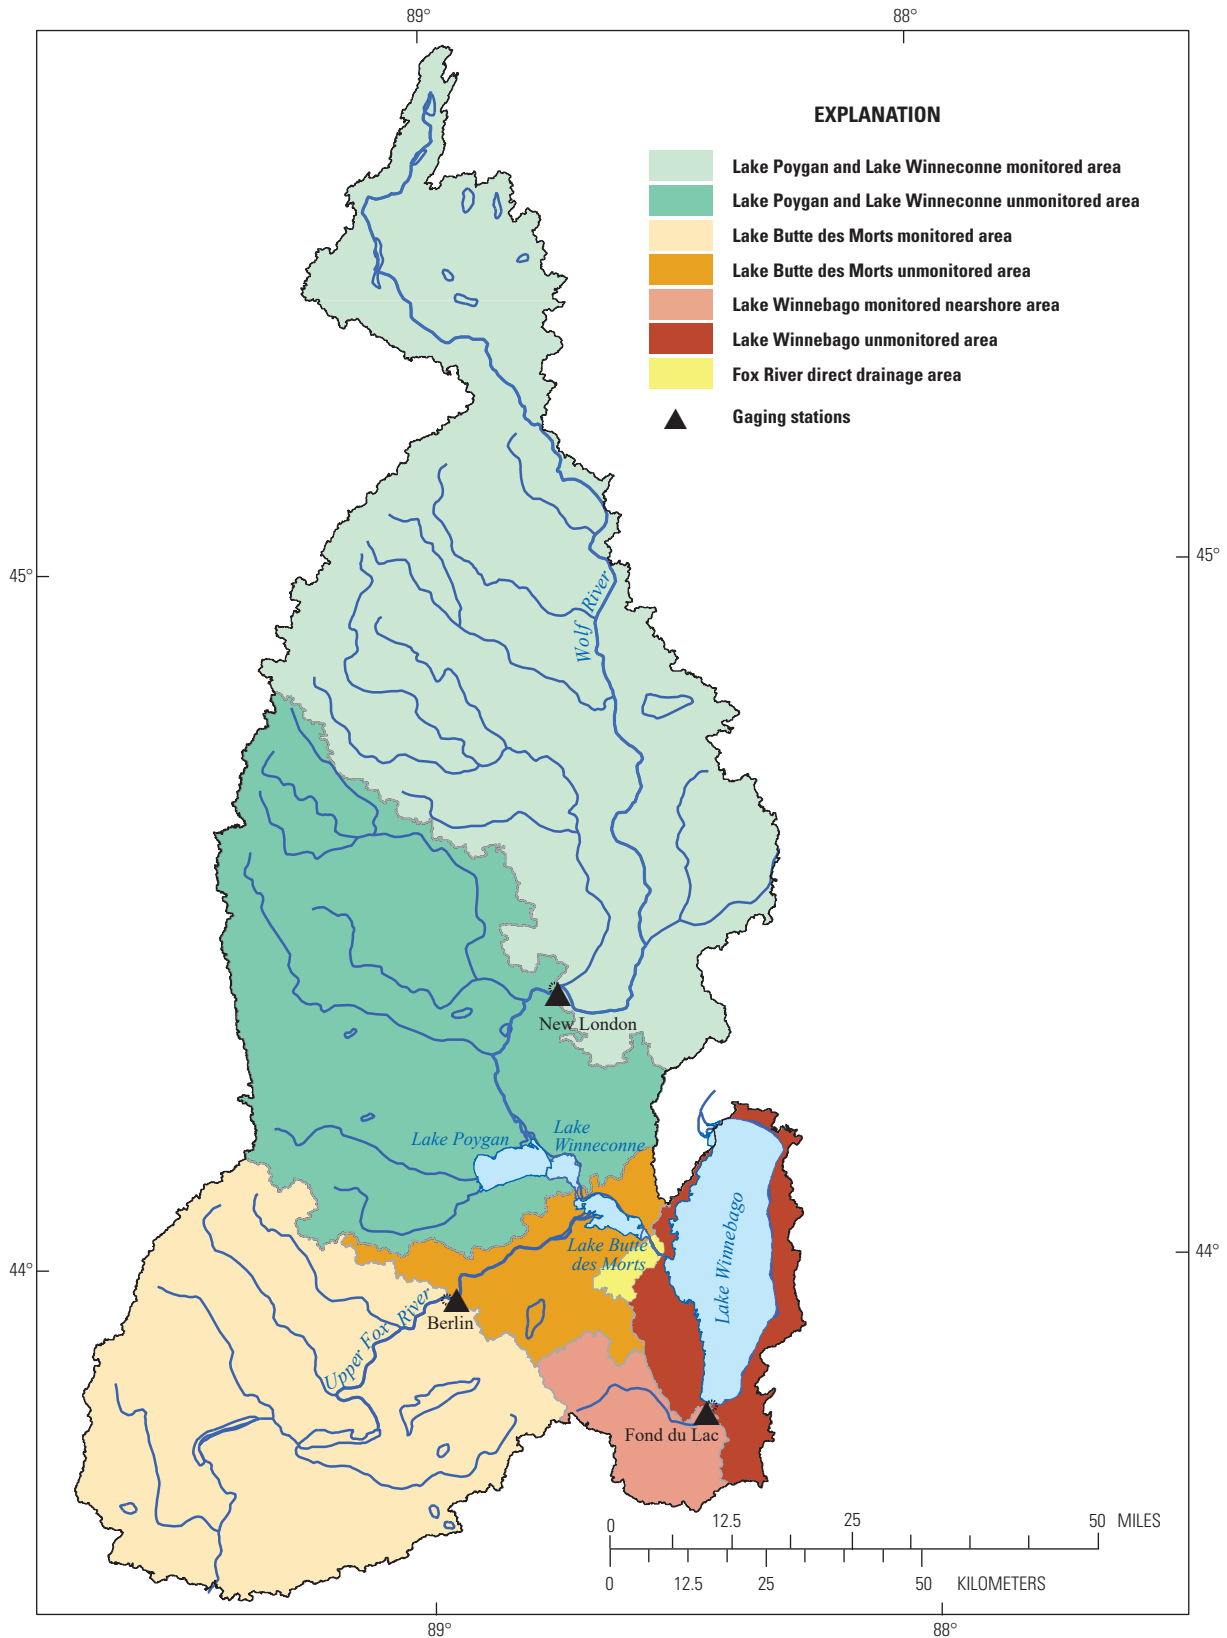 89°
88°
EXPLANATION
Lake Poygan and Lake Winneconne monitored area
Lake Poygan and Lake Winneconne unmonitored area
Lake Butte des Morts monitored area
Lake Butte des Morts unmonitored area
Lake Winnebago monitored nearshore area
Lake Winnebago unmonitored area
Fox River direct drainage area
Gaging stations
45°
45°
Wolf River
New London
Lake Poygan
Lake
Winneconne
Lake Winnebago
Lake Butte
des Morts
44°
44°
Upper Fox River
Berlin
Fond du Lac
0 12.5 25 50 MILES
0 12.5 25 50 KILOMETERS
89°
88°